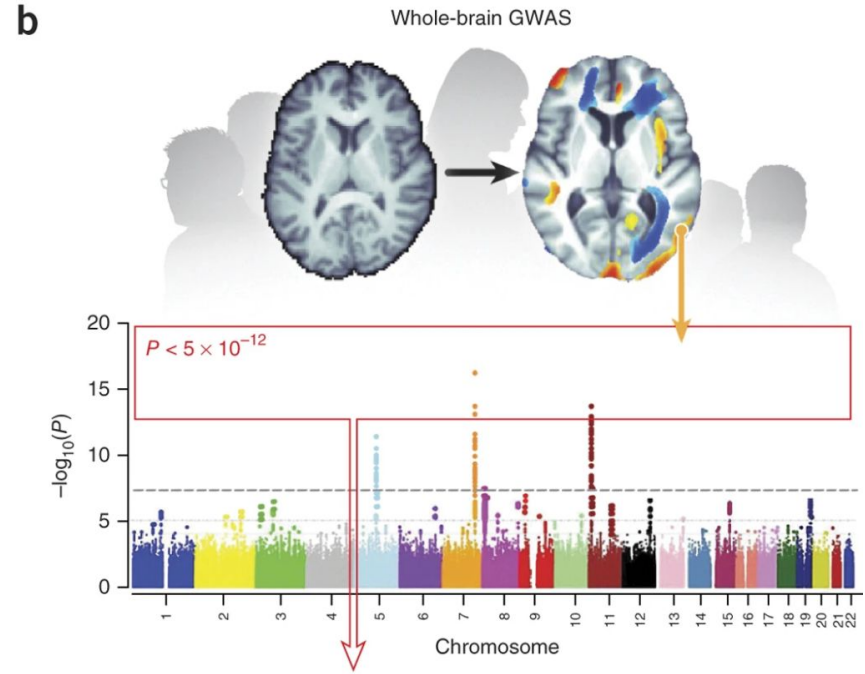 b
Whole-brain GWAS
20
P < 5 × 10⁻¹²
15
–log₁₀(P)
10
5
0
1 2 3 4 5 6 7 8 9 10 11 12 13 14 15 16 17 18 19 20 21 22
Chromosome